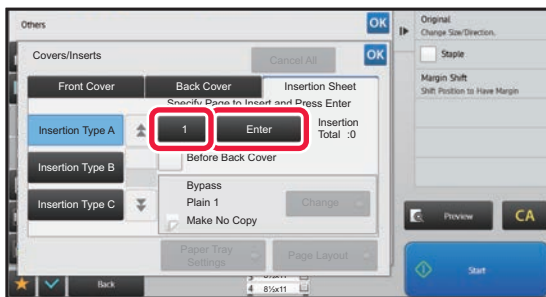 Others
OK
Original
Change Size/Direction.
Covers/Inserts
Cancel All
OK
Staple
Front Cover
Back Cover
Insertion Sheet
Margin Shift
Shift Position to Have Margin
Specify Page to Insert and Press Enter
Insertion Type A
1
Enter
Insertion
Total :0
Before Back Cover
Insertion Type B
Bypass
Plain 1
Make No Copy
Change
Insertion Type C
Preview
CA
Paper Tray
Settings
Page Layout
Start
Back
4 8½x11